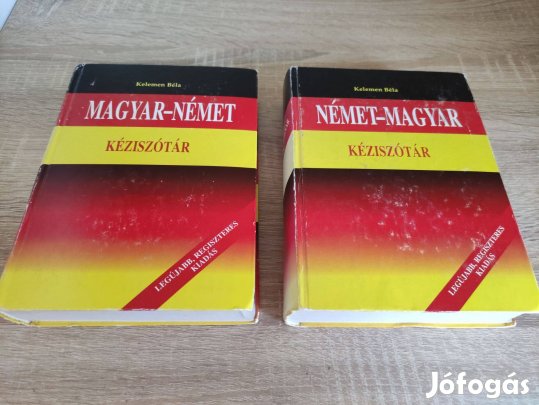 Kelemen Béla
MAGYAR–NÉMET
KÉZISZÓTÁR
LEGÚJABB, REGISZTERES
KIADÁS
Kelemen Béla
NÉMET–MAGYAR
KÉZISZÓTÁR
LEGÚJABB, REGISZTERES
KIADÁS
Jófogás